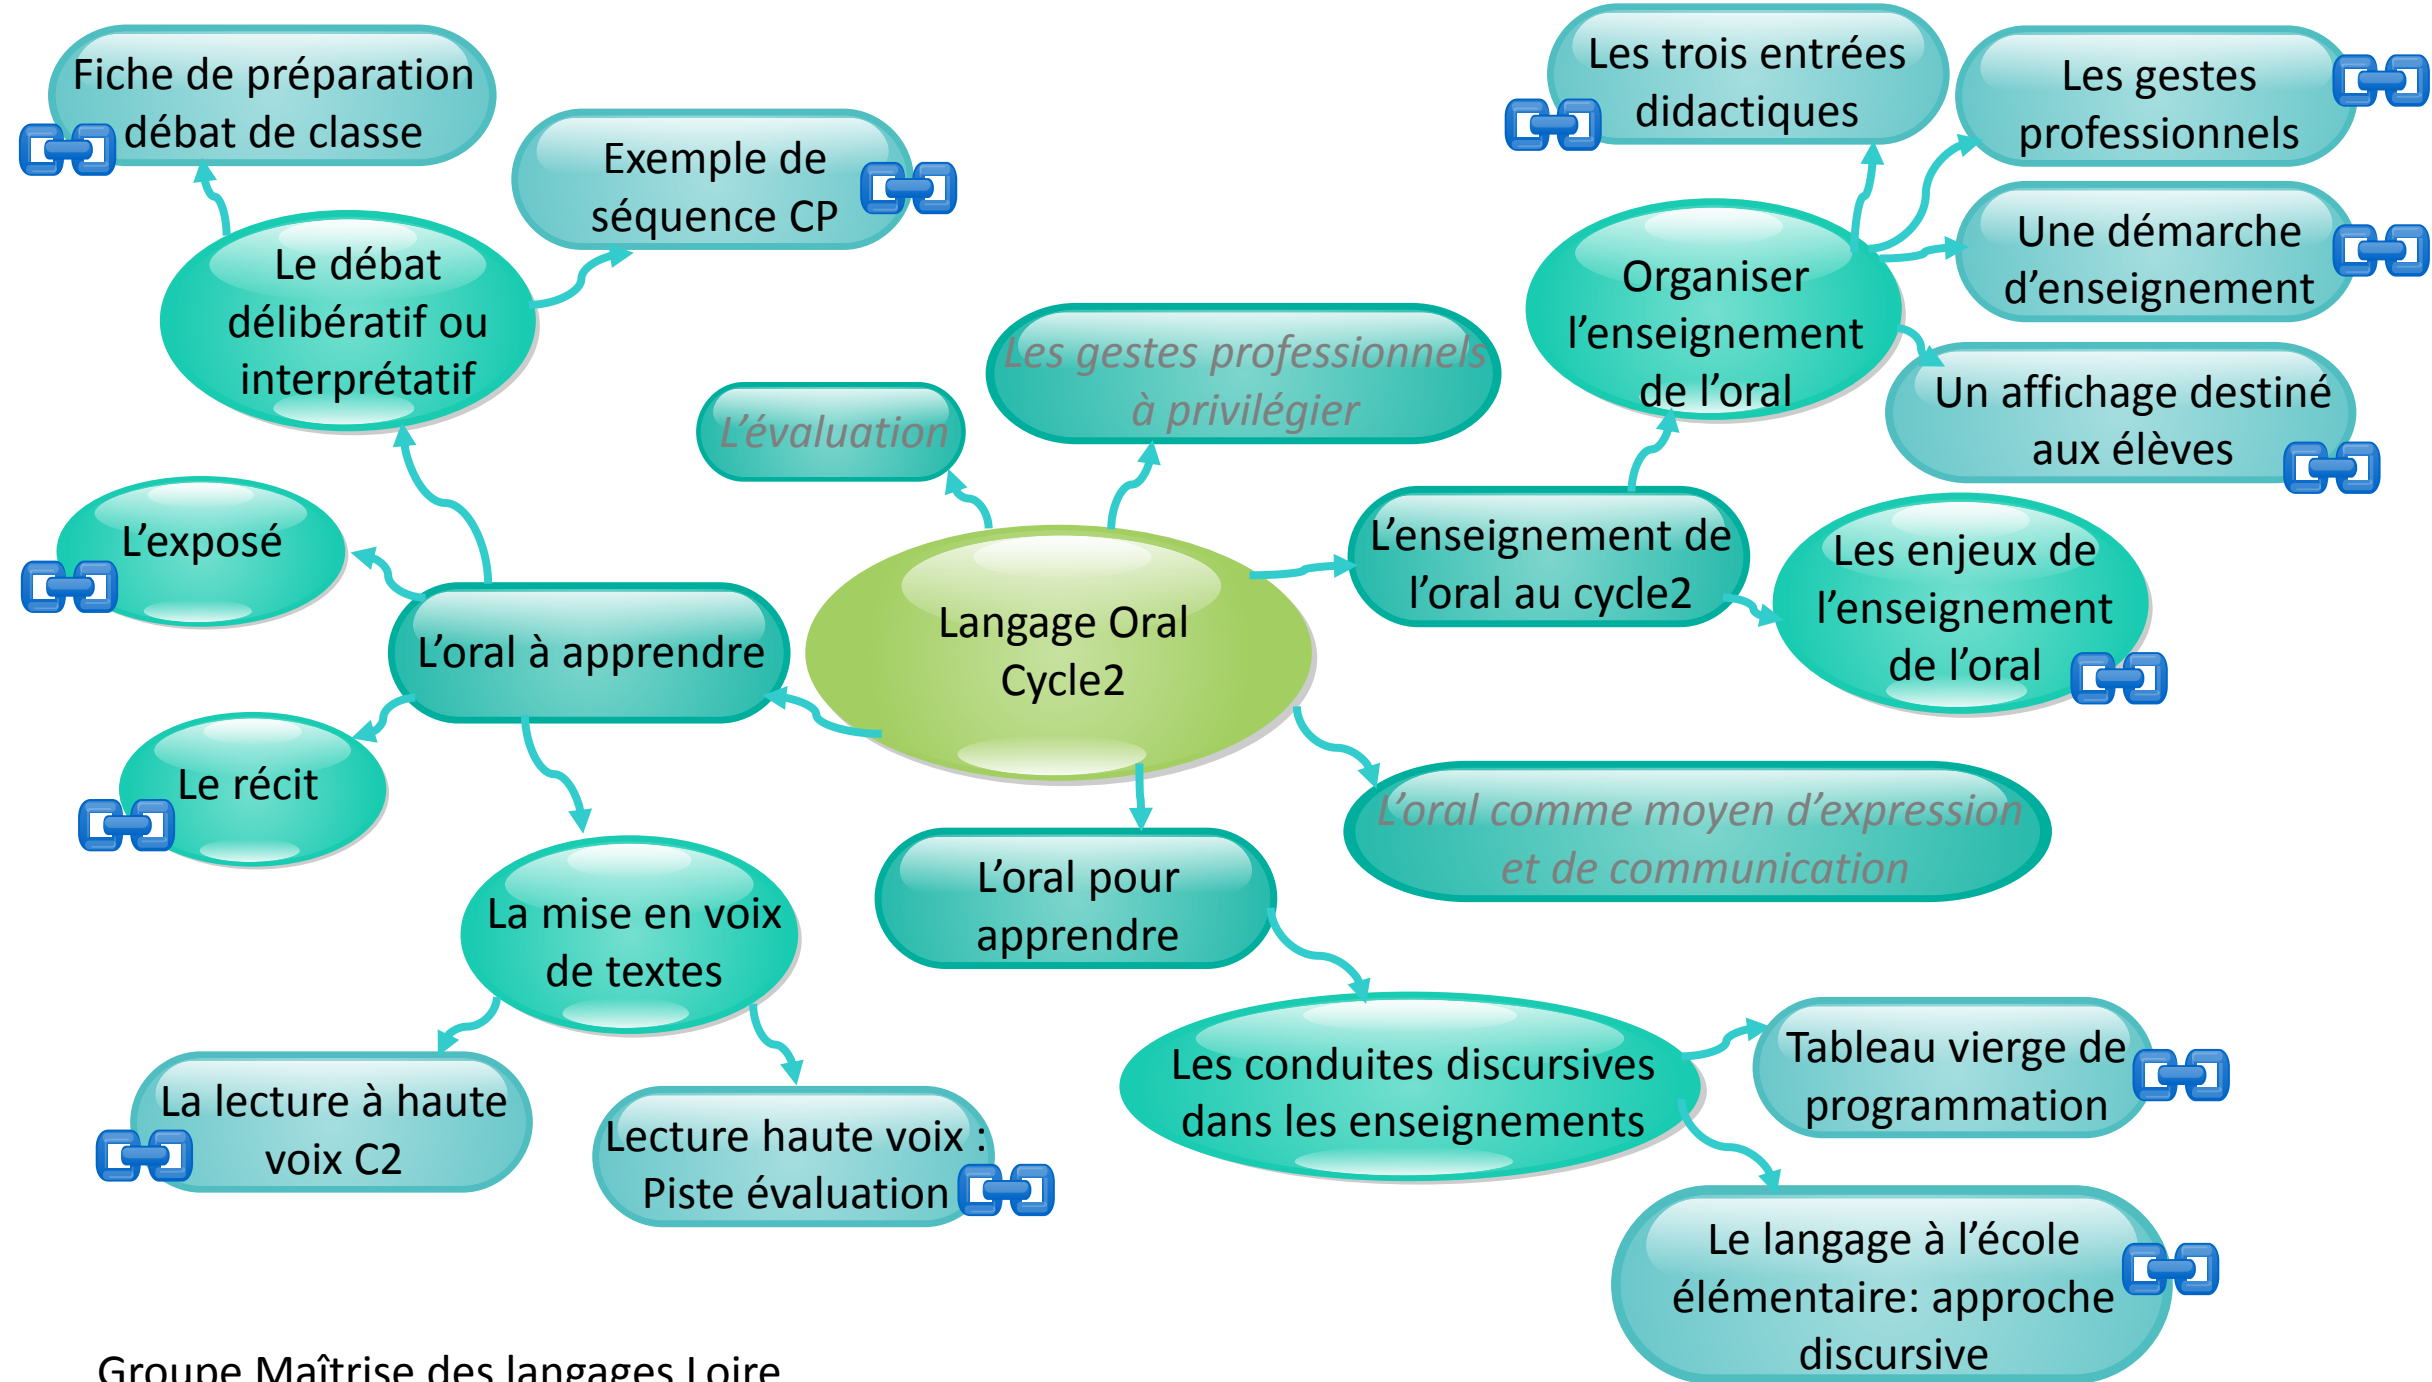 Fiche de préparation
débat de classe
Exemple de
séquence CP
Le débat
délibératif ou
interprétatif
Les trois entrées
didactiques
Les gestes
professionnels
Une démarche
d’enseignement
Organiser
l’enseignement
de l’oral
Un affichage destiné
aux élèves
Les gestes professionnels
à privilégier
L’évaluation
L’exposé
L’oral à apprendre
Langage Oral
Cycle2
L’enseignement de
l’oral au cycle2
Les enjeux de
l’enseignement
de l’oral
Le récit
L’oral comme moyen d’expression
et de communication
L’oral pour
apprendre
La mise en voix
de textes
Les conduites discursives
dans les enseignements
Tableau vierge de
programmation
La lecture à haute
voix C2
Lecture haute voix :
Piste évaluation
Le langage à l’école
élémentaire: approche
discursive
Groupe Maîtrise des langages Loire